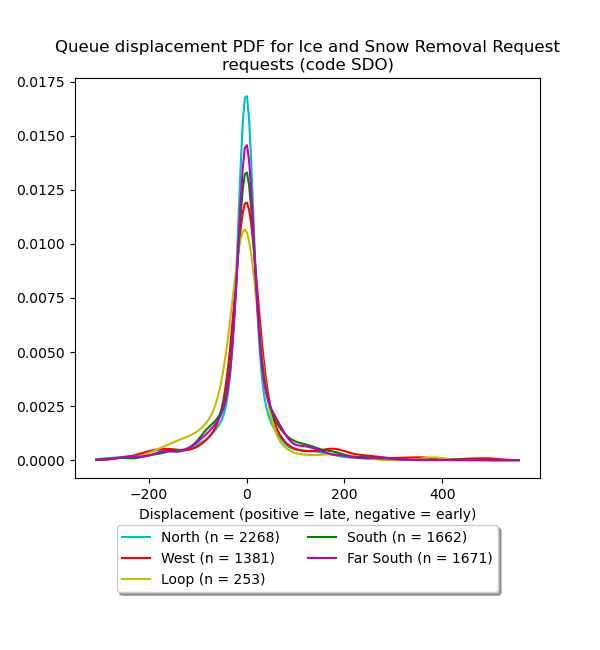 Queue displacement PDF for Ice and Snow Removal Request
requests (code SDO)
0.0175
0.0150
0.0125
0.0100
0.0075
0.0050
0.0025
0.0000
−200 0 200 400
Displacement (positive = late, negative = early)
North (n = 2268)
West (n = 1381)
Loop (n = 253)
South (n = 1662)
Far South (n = 1671)